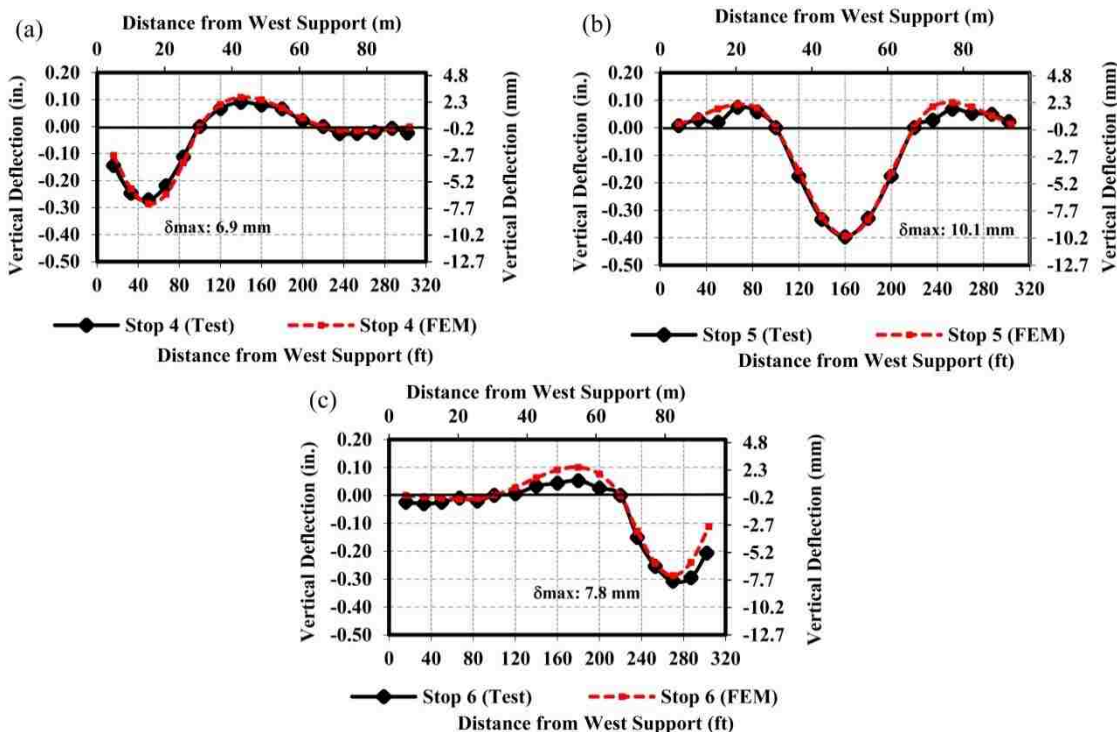 (a)
Distance from West Support (m)
0 20 40 60 80
Vertical Deflection (in.)
0.20
0.10
0.00
-0.10
-0.20
-0.30
-0.40
-0.50
4.8
2.3
-0.2
-2.7
-5.2
-7.7
-10.2
-12.7
Vertical Deflection (mm)
δmax: 6.9 mm
0 40 80 120 160 200 240 280 320
Stop 4 (Test) Stop 4 (FEM)
Distance from West Support (ft)
(b)
Distance from West Support (m)
0 20 40 60 80
Vertical Deflection (in.)
0.20
0.10
0.00
-0.10
-0.20
-0.30
-0.40
-0.50
4.8
2.3
-0.2
-2.7
-5.2
-7.7
-10.2
-12.7
Vertical Deflection (mm)
δmax: 10.1 mm
0 40 80 120 160 200 240 280 320
Stop 5 (Test) Stop 5 (FEM)
Distance from West Support (ft)
(c)
Distance from West Support (m)
0 20 40 60 80
Vertical Deflection (in.)
0.20
0.10
0.00
-0.10
-0.20
-0.30
-0.40
-0.50
4.8
2.3
-0.2
-2.7
-5.2
-7.7
-10.2
-12.7
Vertical Deflection (mm)
δmax: 7.8 mm
0 40 80 120 160 200 240 280 320
Stop 6 (Test) Stop 6 (FEM)
Distance from West Support (ft)